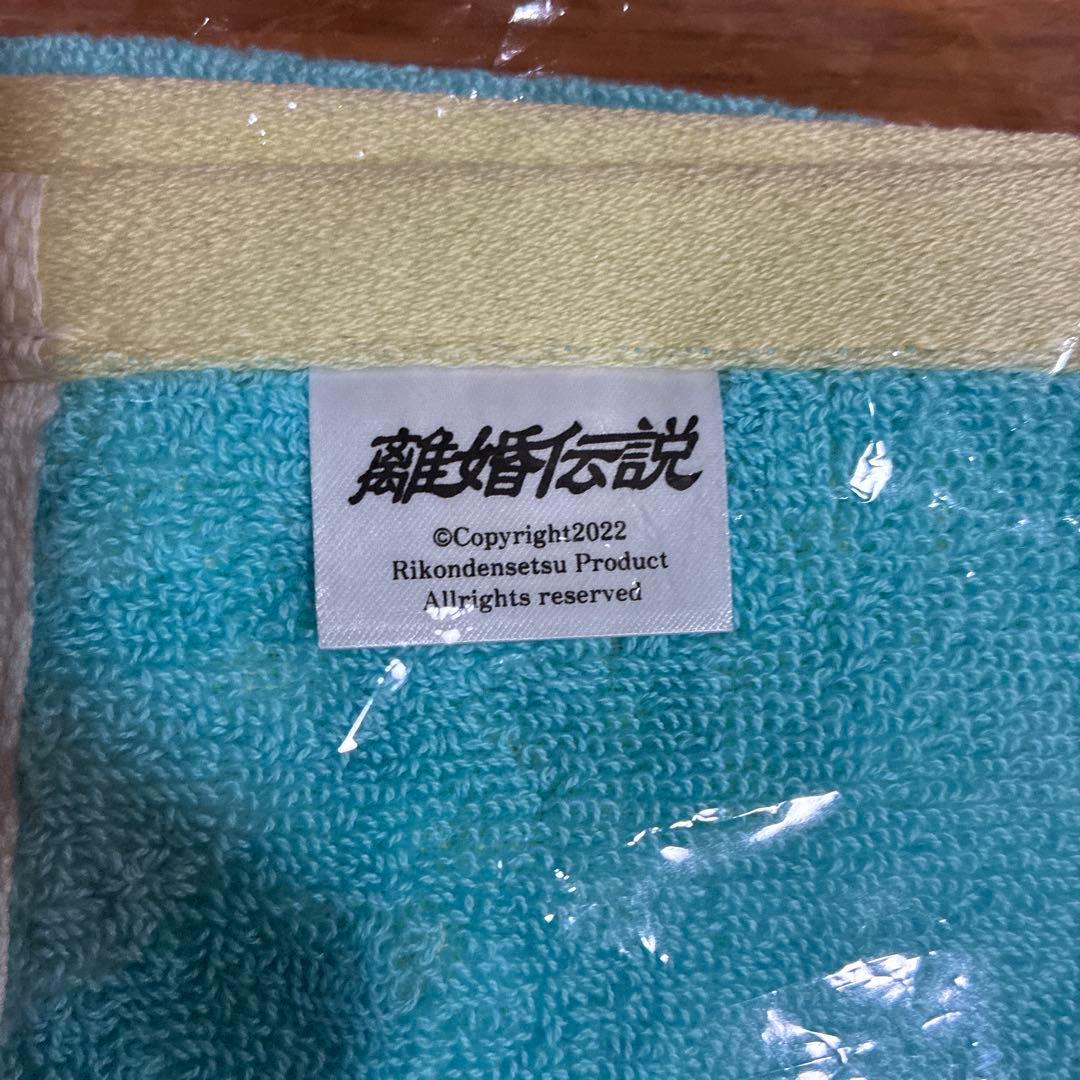 離婚伝説
©Copyright2022
Rikondensetsu Product
Allrights reserved